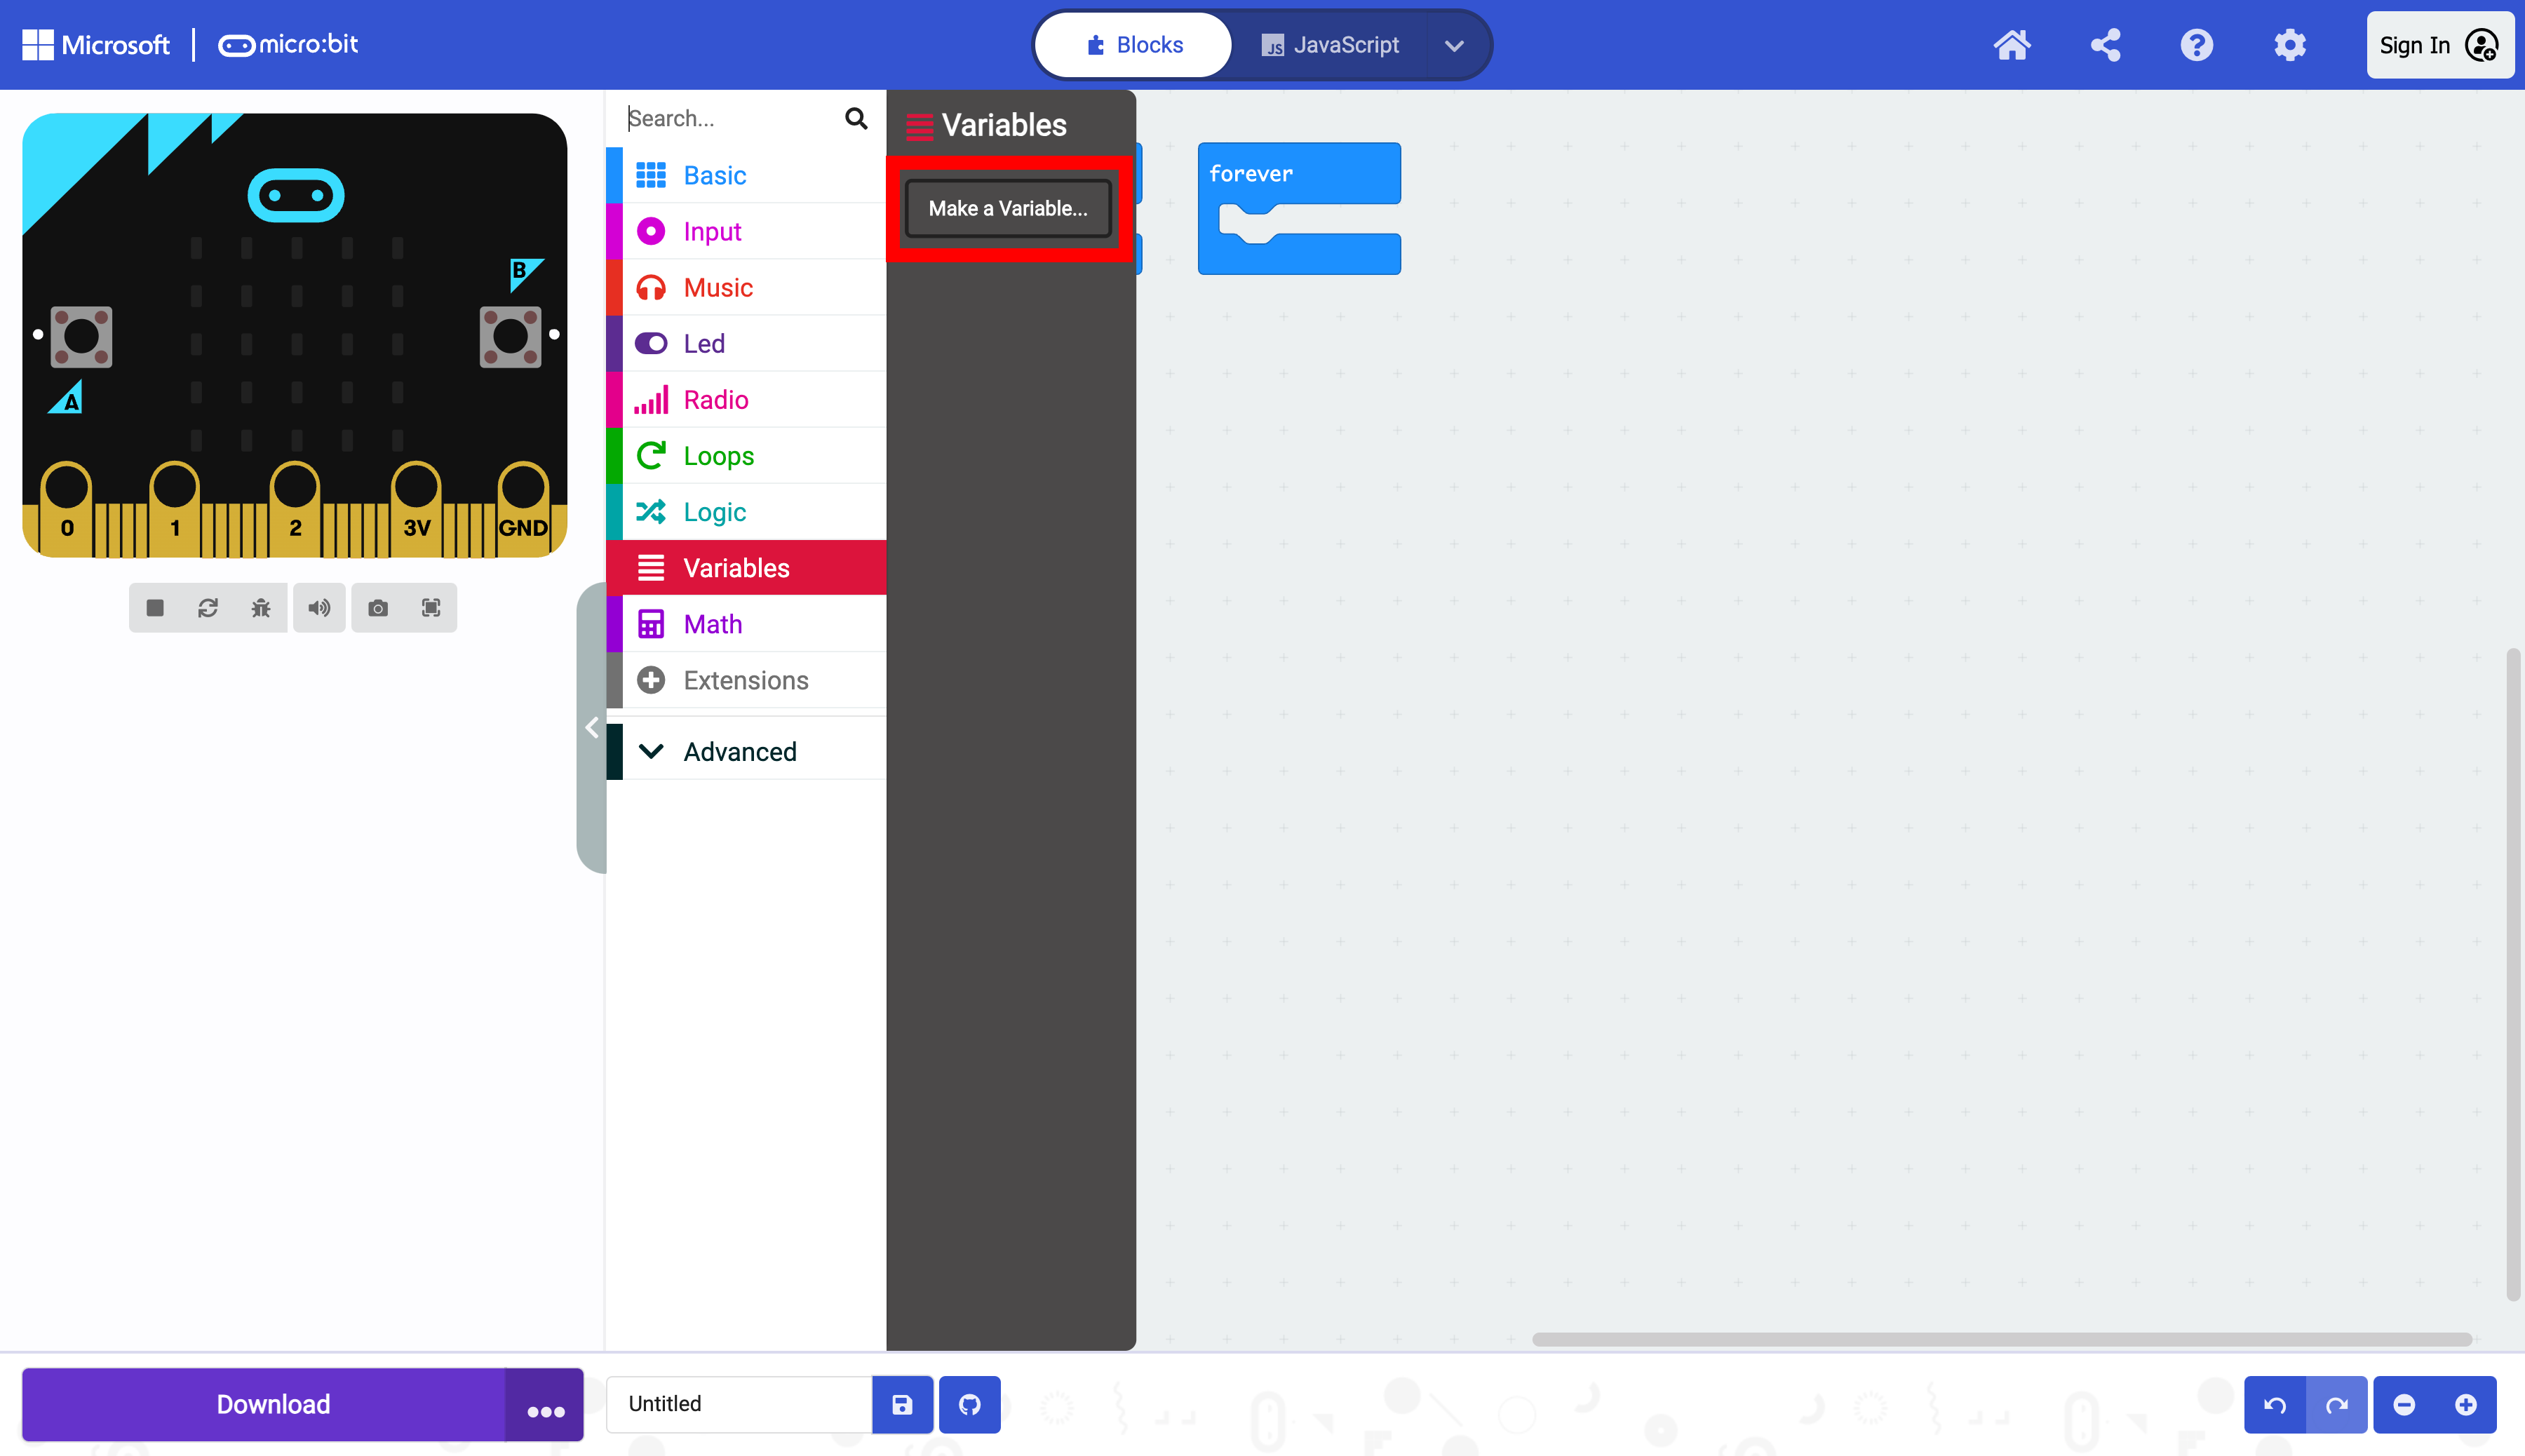 Microsoft
micro:bit
Blocks
JS JavaScript
Sign In
B
A
0 1 2 3V GND
Search...
Basic
Input
Music
Led
Radio
Loops
Logic
Variables
Math
Extensions
Advanced
Variables
Make a Variable...
forever
Download
Untitled